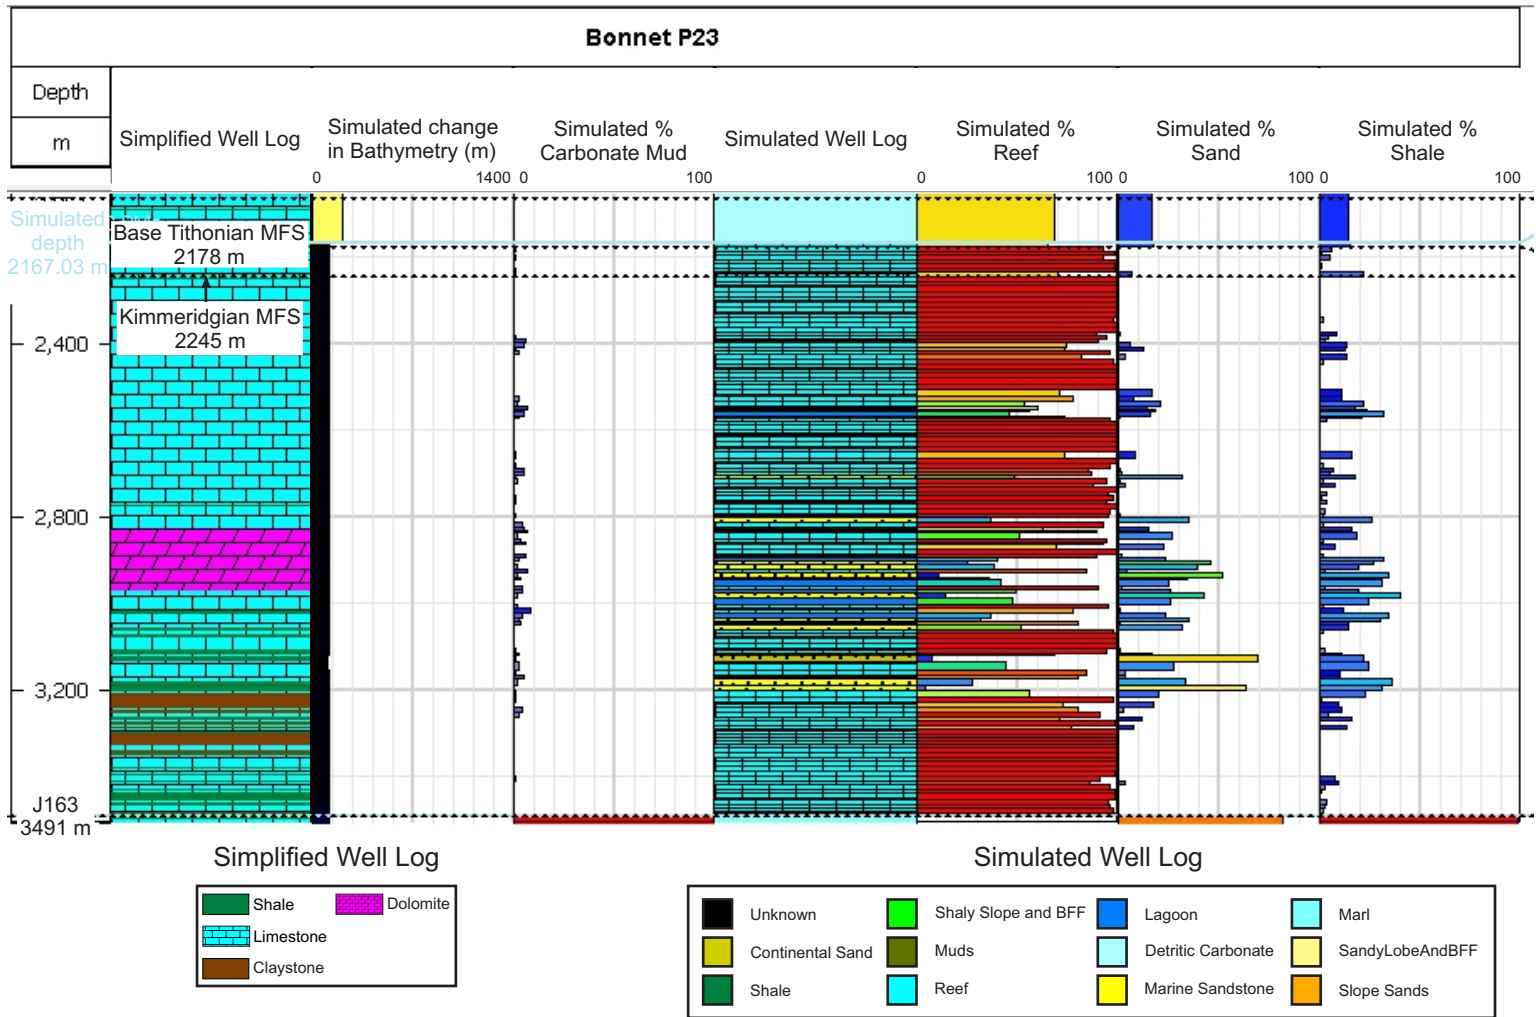 Bonnet P23
Depth
m
Simplified Well Log
Simulated change
in Bathymetry (m)
Simulated %
Carbonate Mud
Simulated Well Log
Simulated %
Reef
Simulated %
Sand
Simulated %
Shale
0 1400 0 100 0 100 0 100 0 100
Simulated
depth
2167.03 m
Base Tithonian MFS
2178 m
Kimmeridgian MFS
2245 m
2,400
2,800
3,200
J163
3491 m
Simplified Well Log
Shale Dolomite
Limestone
Claystone
Simulated Well Log
Unknown Shaly Slope and BFF Lagoon Marl
Continental Sand Muds Detritic Carbonate SandyLobeAndBFF
Shale Reef Marine Sandstone Slope Sands